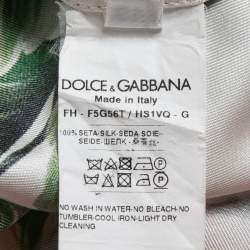 DOLCE & GABBANA
Made in Italy
FH - F5G56T / HS1VQ - G
100% SETA-SILK-SEDA SOIE-
SEIDE-ШЕЛК-
NO WASH IN WATER-NO BLEACH-NO
TUMBLER-COOL IRON-LIGHT DRY
CLEANING